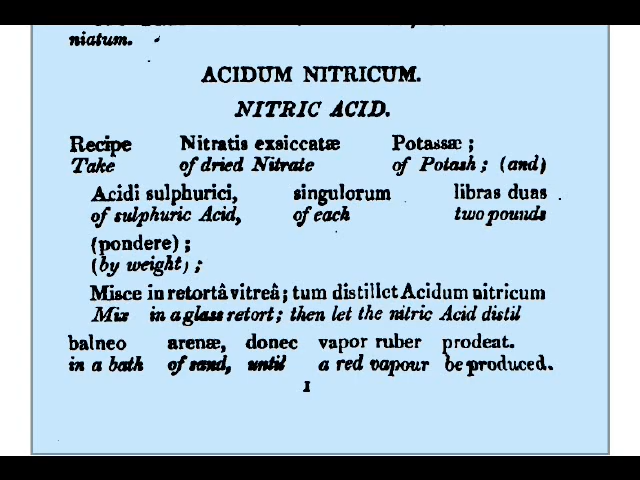 niatum.
ACIDUM NITRICUM.
NITRIC ACID.
Recipe Nitratis exsiccatæ Potassæ ;
Take of dried Nitrate of Potash ; (and)
Acidi sulphurici, singulorum libras duas
of sulphuric Acid, of each two pounds
(pondere) ;
(by weight) ;
Misce in retortâ vitreâ; tum distillet Acidum nitricum
Mix in a glass retort; then let the nitric Acid distil
balneo arenæ, donec vapor ruber prodeat.
in a bath of sand, until a red vapour be produced.
I